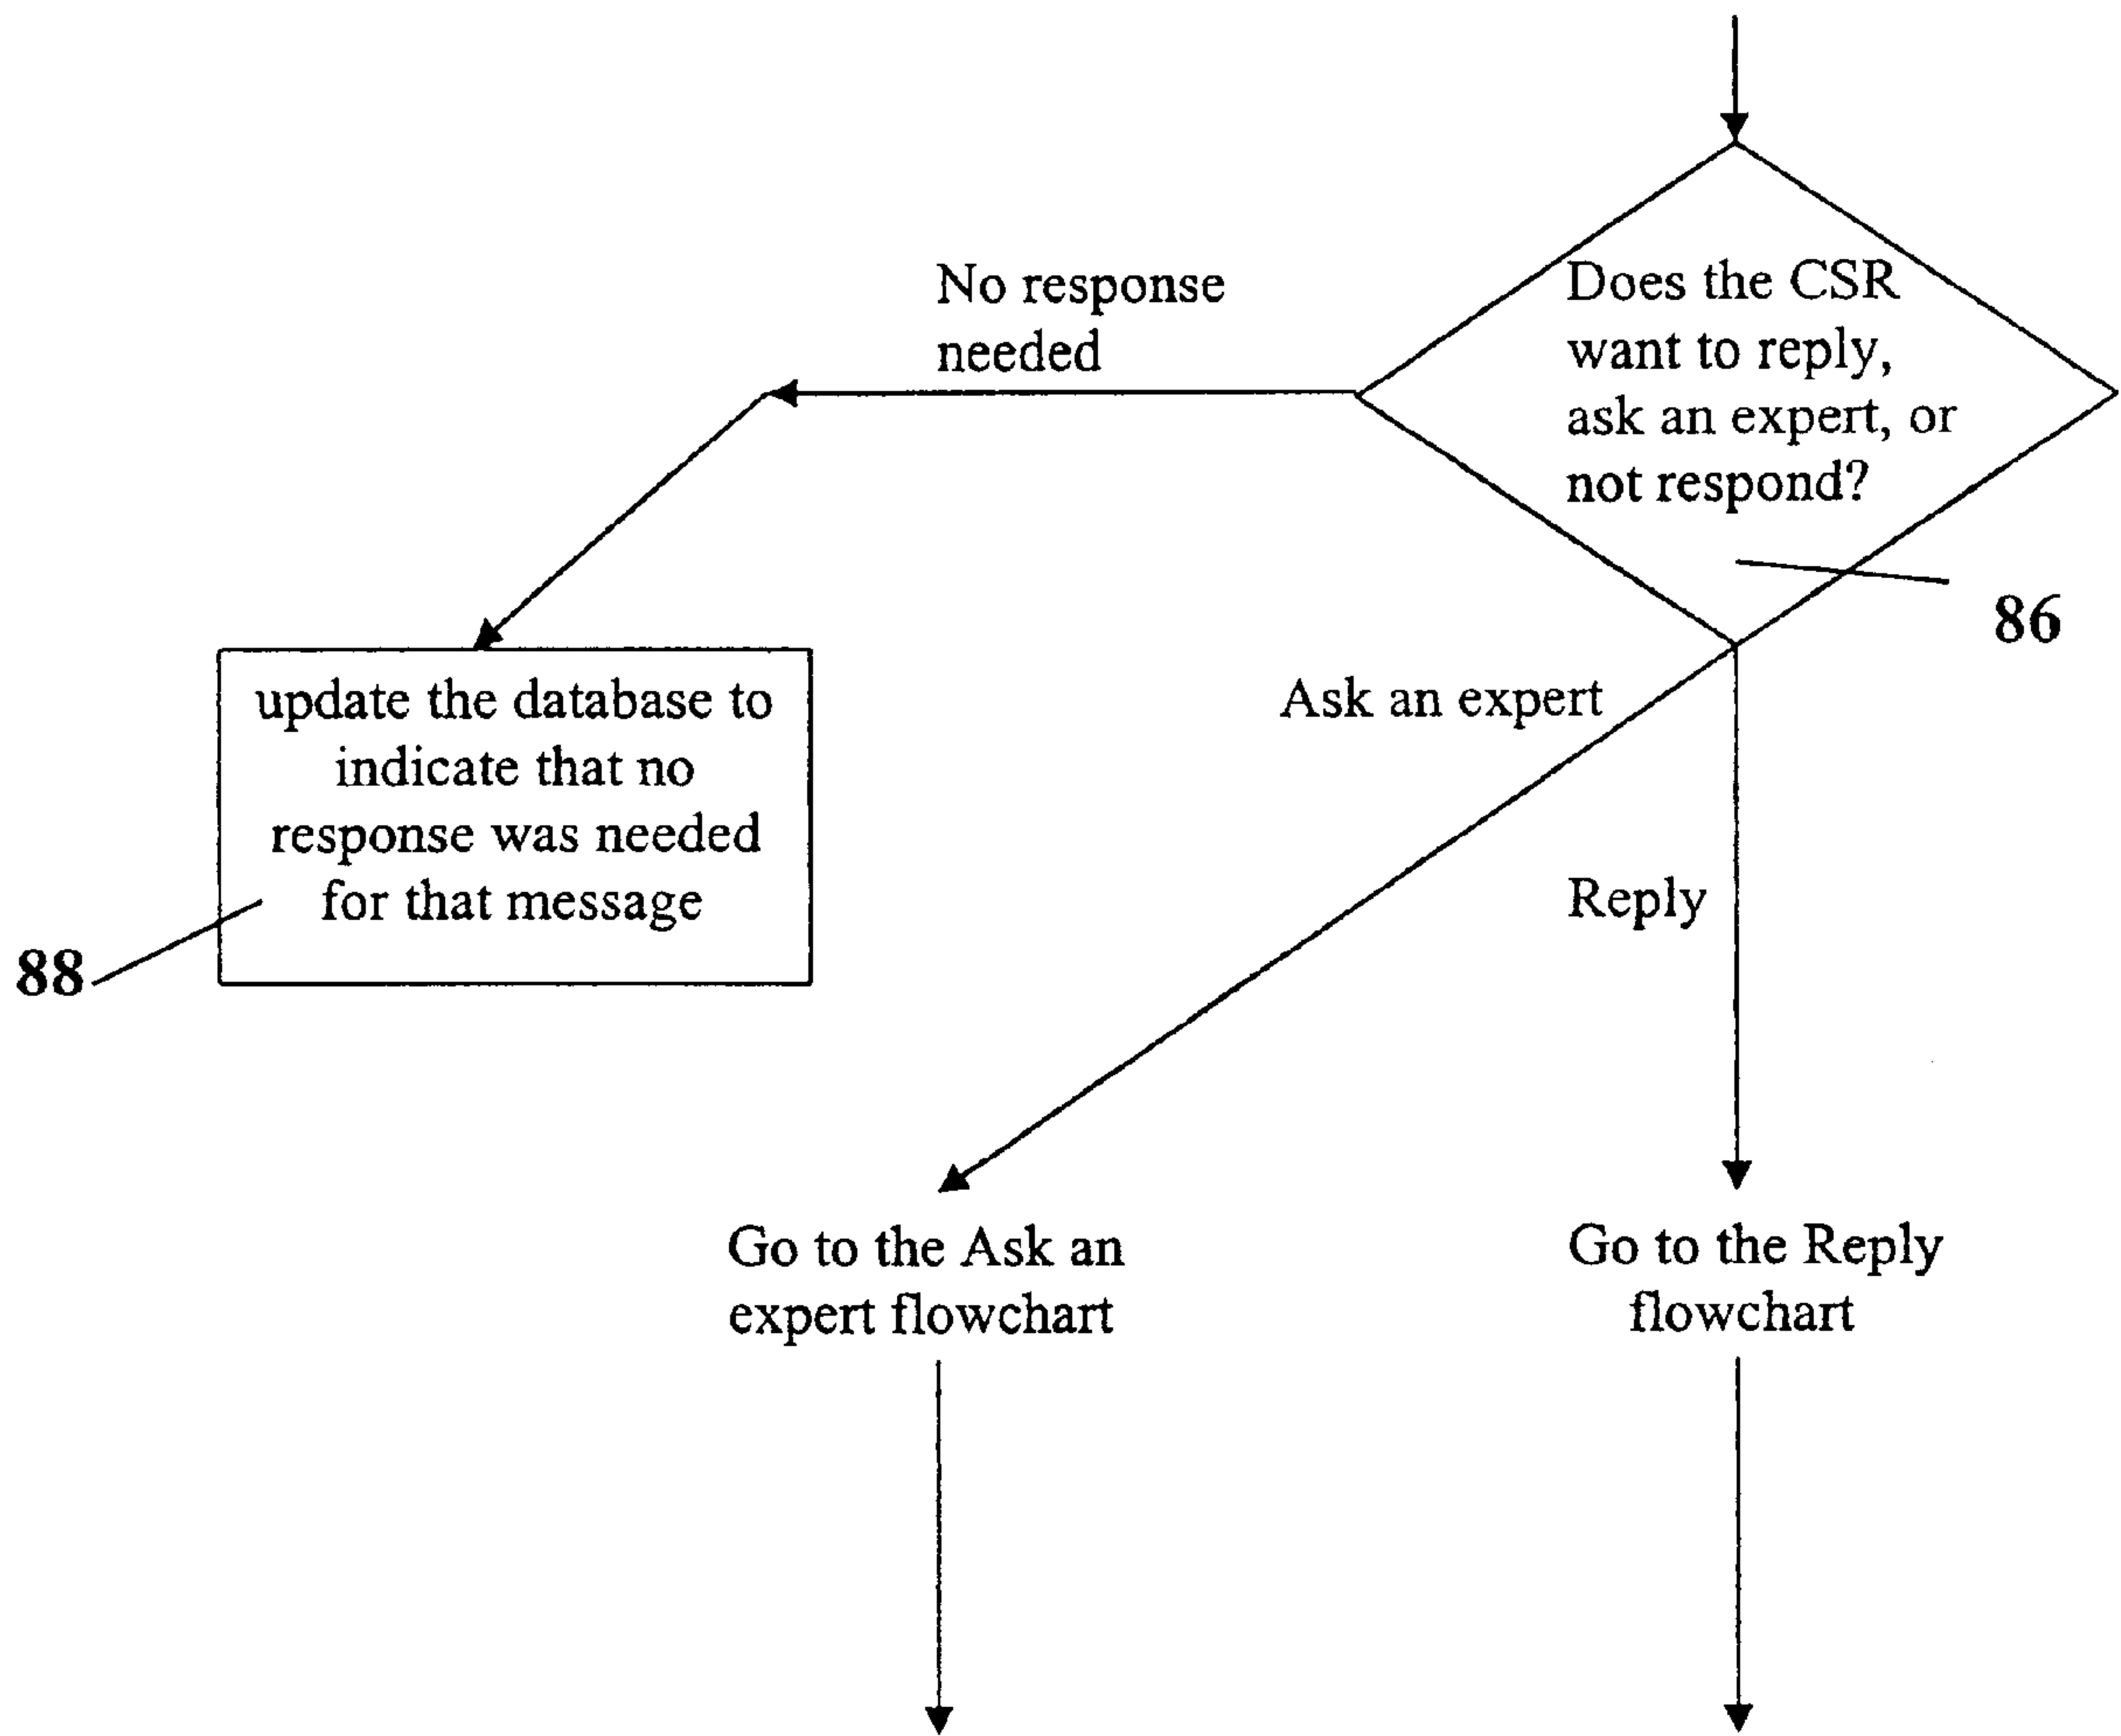 No response
needed
Does the CSR
want to reply,
ask an expert, or
not respond?
86
update the database to
indicate that no
response was needed
for that message
88
Ask an expert
Reply
Go to the Ask an
expert flowchart
Go to the Reply
flowchart